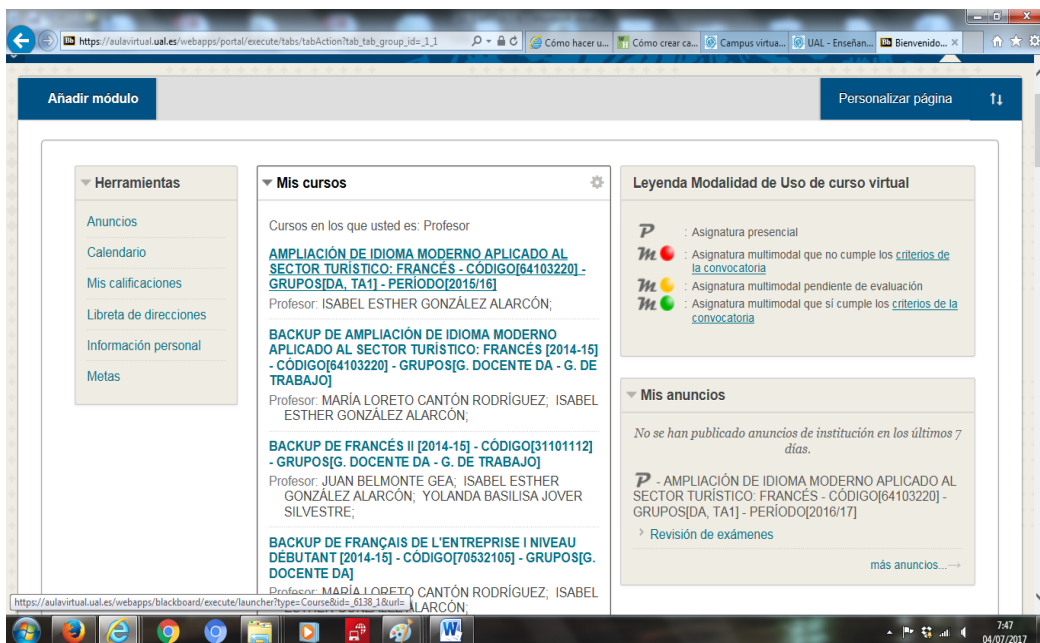 https://aulavirtual.ual.es/webapps/portal/execute/tabs/tabAction?tab_tab_group_id=_1_1
Cómo hacer u...
Cómo crear ca...
Campus virtua...
UAL - Enseñan...
Bienvenido...
Añadir módulo
Personalizar página
Herramientas
Anuncios
Calendario
Mis calificaciones
Libreta de direcciones
Información personal
Metas
Mis cursos
Cursos en los que usted es: Profesor
AMPLIACIÓN DE IDIOMA MODERNO APLICADO AL
SECTOR TURÍSTICO: FRANCÉS - CÓDIGO[64103220] -
GRUPOS[DA, TA1] - PERÍODO[2015/16]
Profesor: ISABEL ESTHER GONZÁLEZ ALARCÓN;
BACKUP DE AMPLIACIÓN DE IDIOMA MODERNO
APLICADO AL SECTOR TURÍSTICO: FRANCÉS [2014-15]
- CÓDIGO[64103220] - GRUPOS[G. DOCENTE DA - G. DE
TRABAJO]
Profesor: MARÍA LORETO CANTÓN RODRÍGUEZ; ISABEL
ESTHER GONZÁLEZ ALARCÓN;
BACKUP DE FRANCÉS II [2014-15] - CÓDIGO[31101112]
- GRUPOS[G. DOCENTE DA - G. DE TRABAJO]
Profesor: JUAN BELMONTE GEA; ISABEL ESTHER
GONZÁLEZ ALARCÓN; YOLANDA BASILISA JOVER
SILVESTRE;
BACKUP DE FRANÇAIS DE L'ENTREPRISE I NIVEAU
DÉBUTANT [2014-15] - CÓDIGO[70532105] - GRUPOS[G.
DOCENTE DA]
Profesor: MARÍA LORETO CANTÓN RODRÍGUEZ; ISABEL
ALARCÓN;
Leyenda Modalidad de Uso de curso virtual
P : Asignatura presencial
m : Asignatura multimodal que no cumple los criterios de
la convocatoria
m : Asignatura multimodal pendiente de evaluación
m : Asignatura multimodal que sí cumple los criterios de la
convocatoria
Mis anuncios
No se han publicado anuncios de institución en los últimos 7
días.
P - AMPLIACIÓN DE IDIOMA MODERNO APLICADO AL
SECTOR TURÍSTICO: FRANCÉS - CÓDIGO[64103220] -
GRUPOS[DA, TA1] - PERÍODO[2016/17]
Revisión de exámenes
más anuncios...→
https://aulavirtual.ual.es/webapps/blackboard/execute/launcher?type=Course&id=_6138_1&url=
7:47
04/07/2017